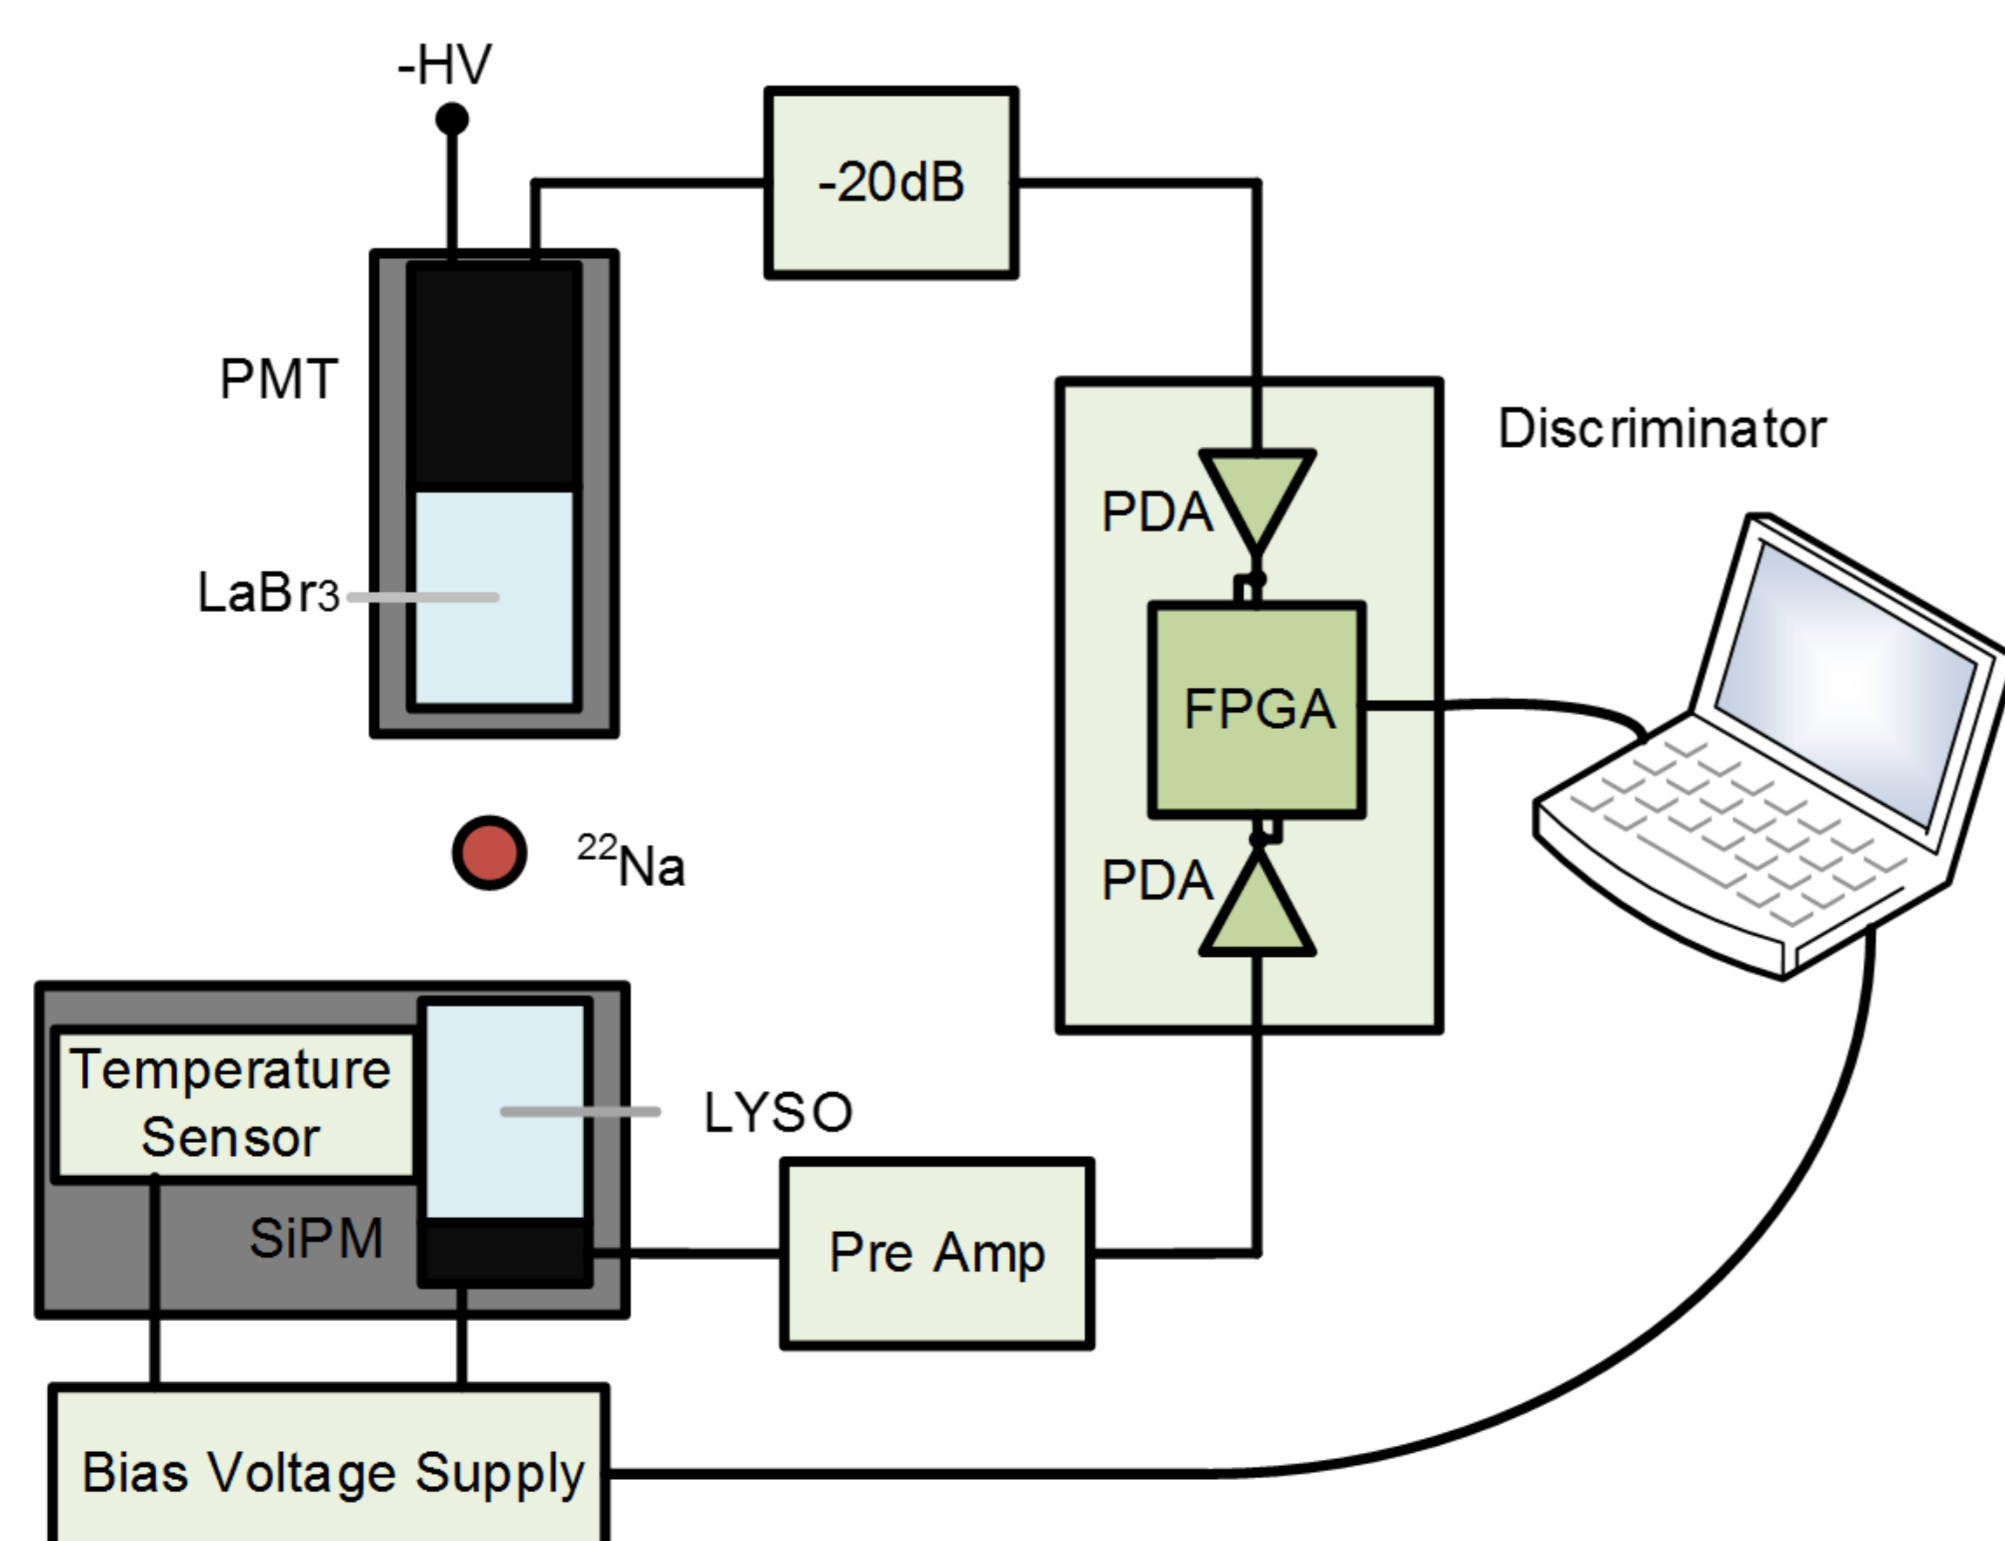 -HV
-20dB
PMT
Discriminator
PDA
LaBr3
FPGA
²²Na
PDA
Temperature
Sensor
LYSO
SiPM
Pre Amp
Bias Voltage Supply